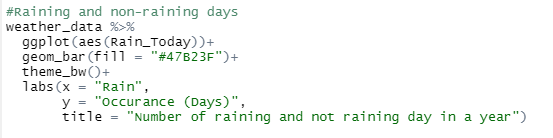 #Raining and non-raining days
weather_data %>%
  ggplot(aes(Rain_Today))+
  geom_bar(fill = "#47B23F")+
  theme_bw()+
  labs(x = "Rain",
       y = "Occurance (Days)",
       title = "Number of raining and not raining day in a year")